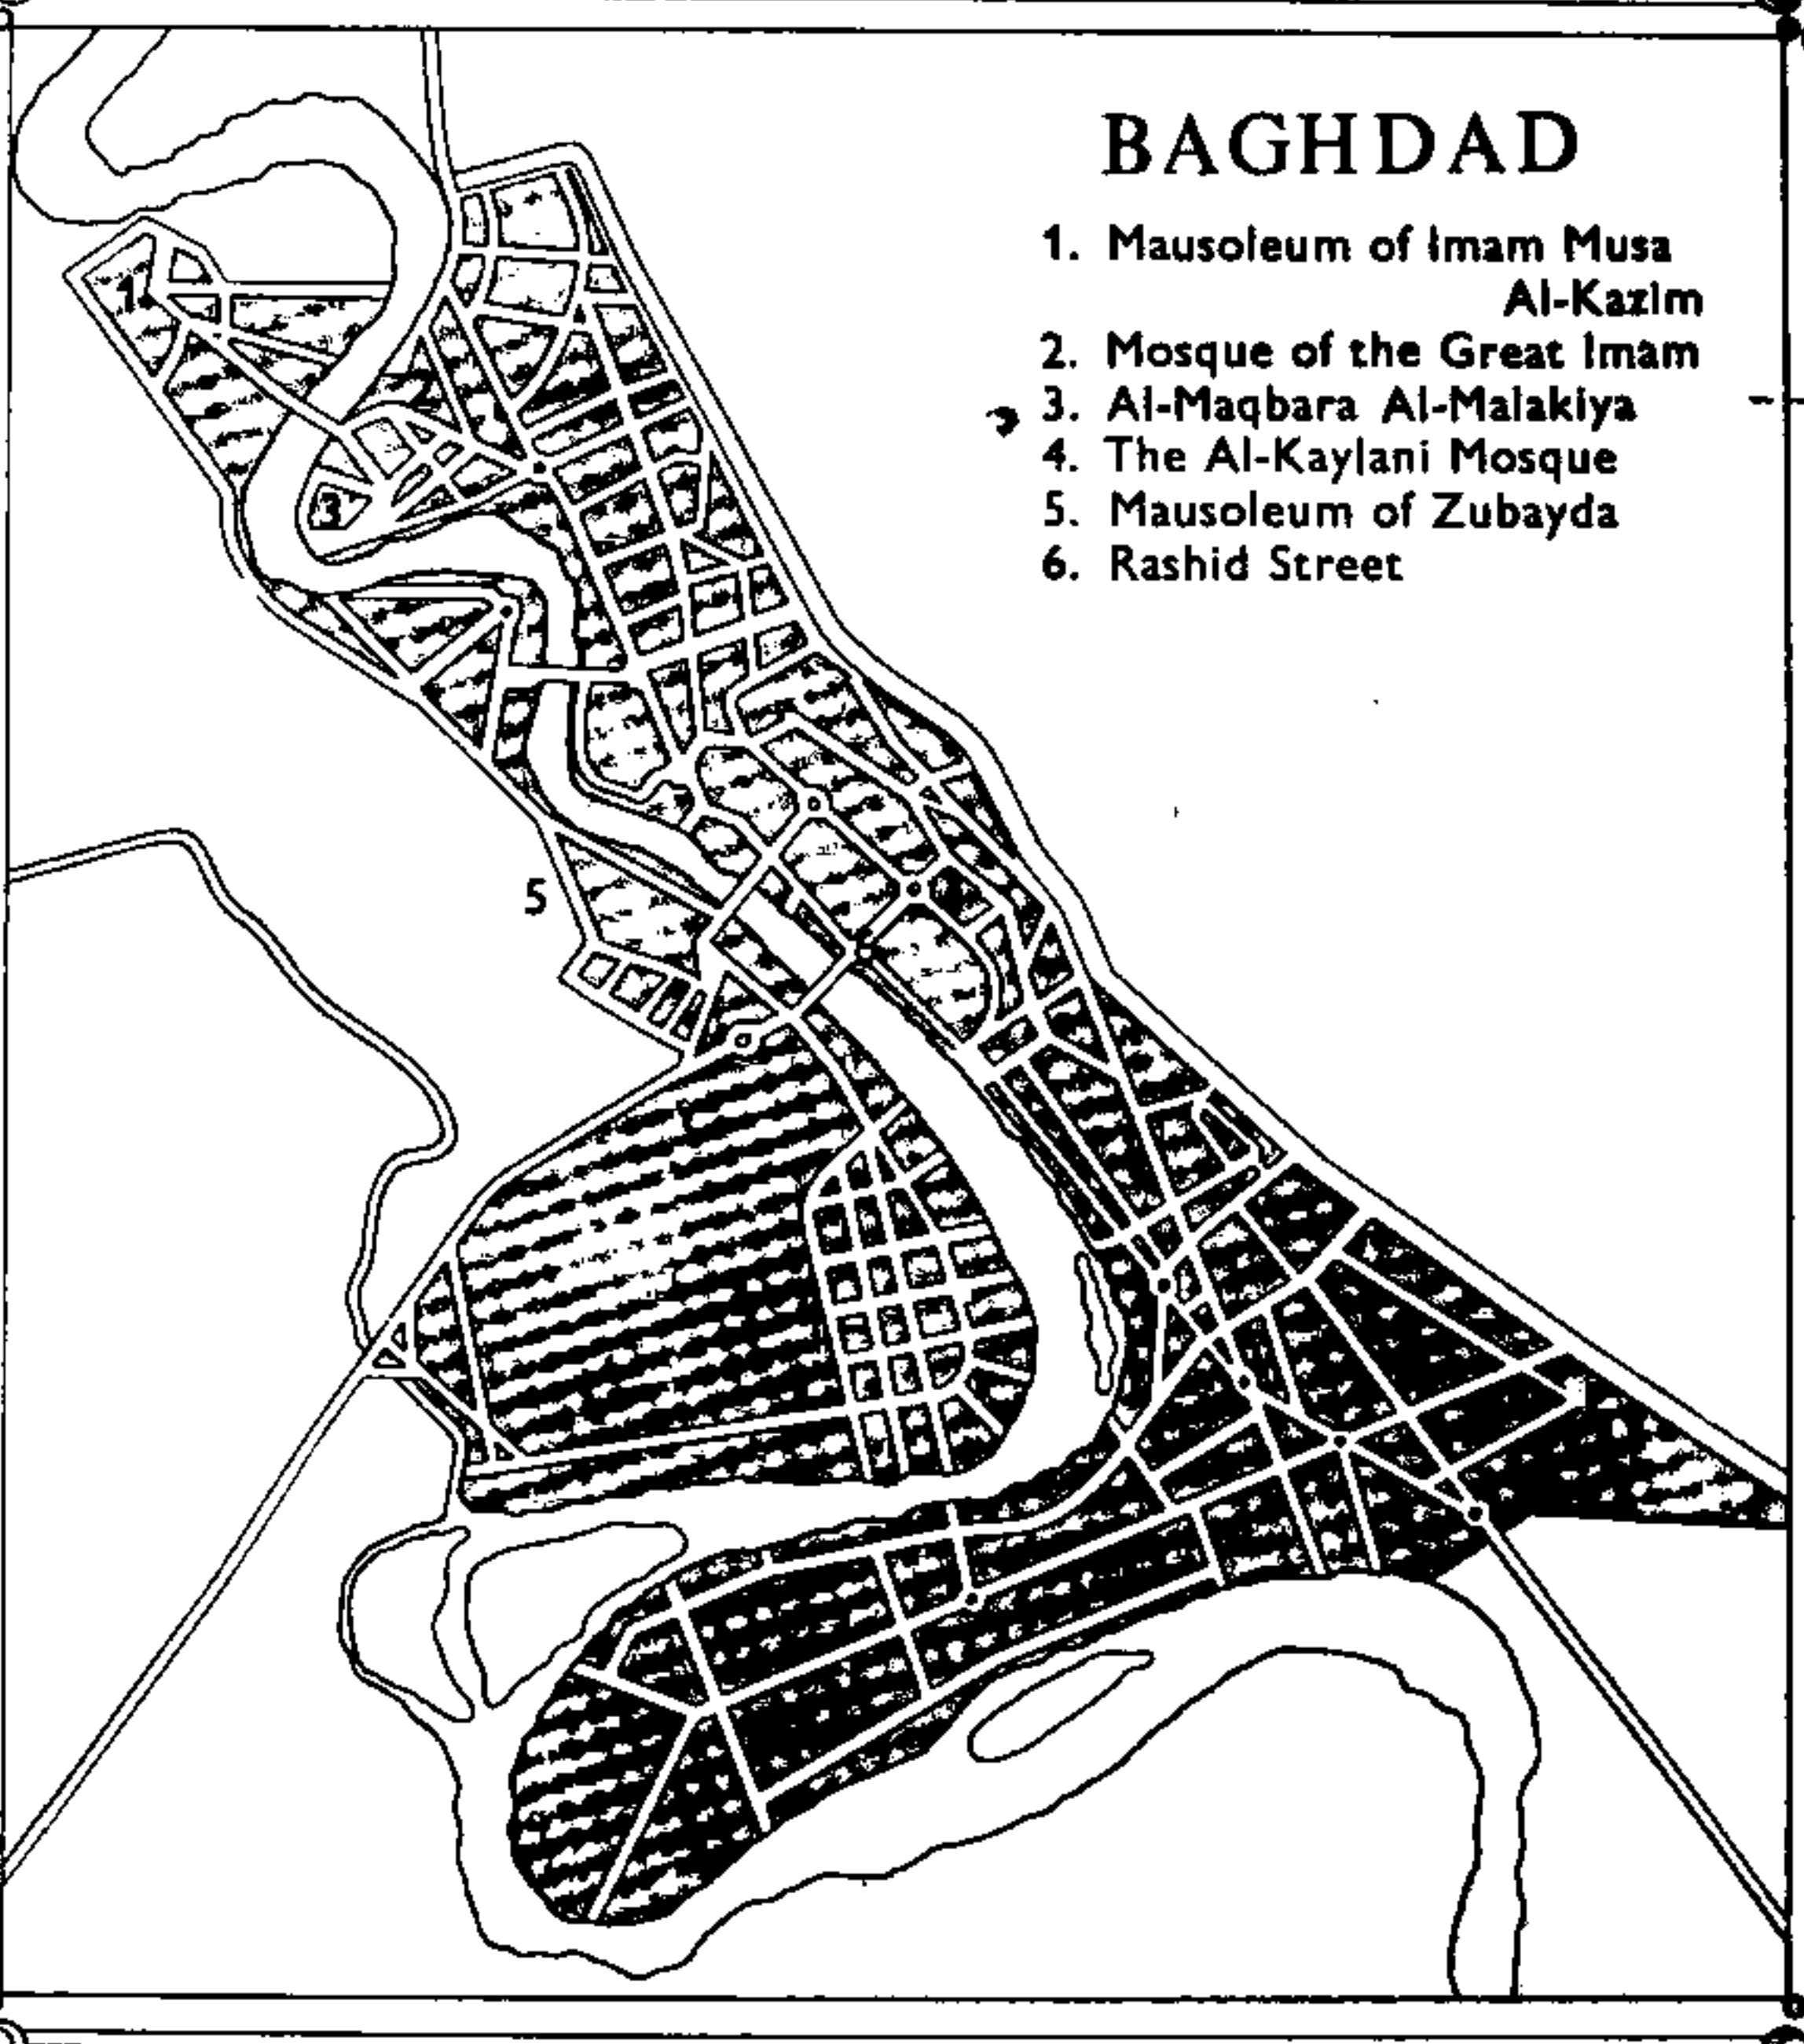 BAGHDAD
1. Mausoleum of Imam Musa
Al-Kazim
2. Mosque of the Great Imam
3. Al-Maqbara Al-Malakiya
4. The Al-Kaylani Mosque
5. Mausoleum of Zubayda
6. Rashid Street
1
2
3
5